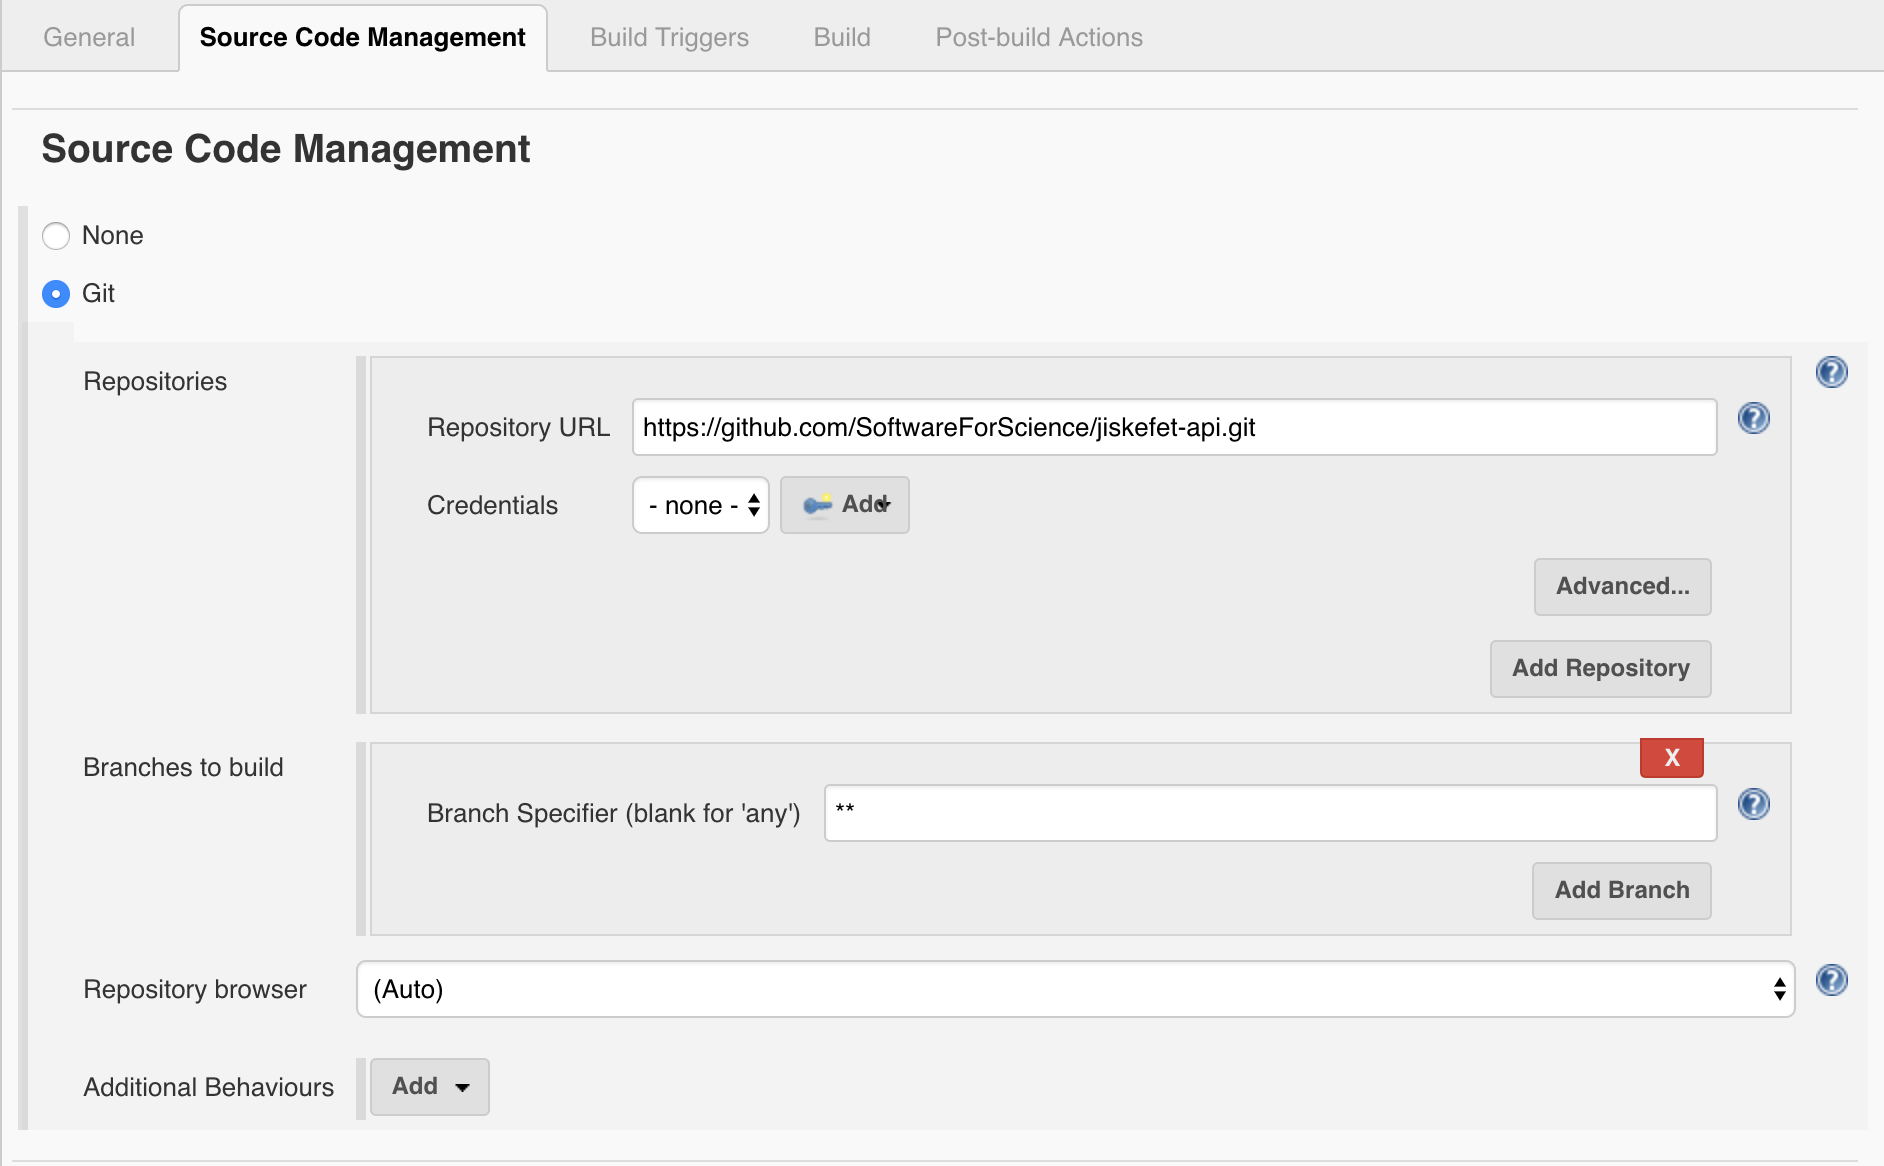 General Source Code Management Build Triggers Build Post-build Actions
Source Code Management
None
Git
Repositories
Repository URL https://github.com/SoftwareForScience/jiskefet-api.git
Credentials - none - Add
Advanced...
Add Repository
Branches to build
X
Branch Specifier (blank for 'any') **
Add Branch
Repository browser (Auto)
Additional Behaviours Add